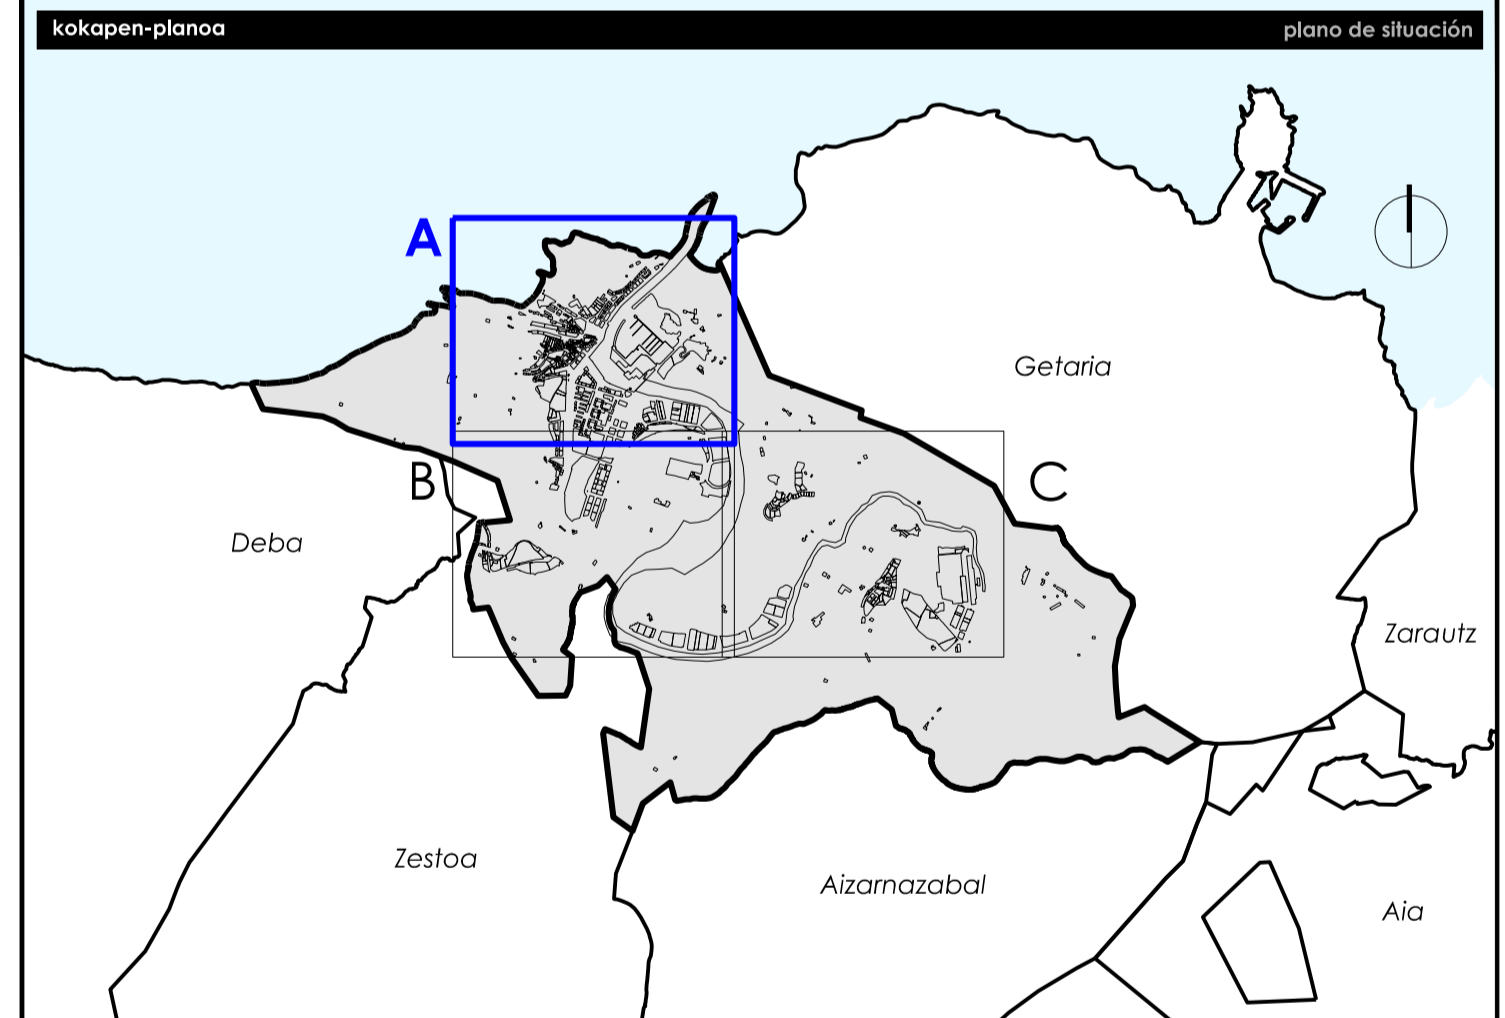 kokapen-planoa
plano de situación
A
Getaria
B
C
Deba
Zarautz
Zestoa
Aizarnazabal
Aia